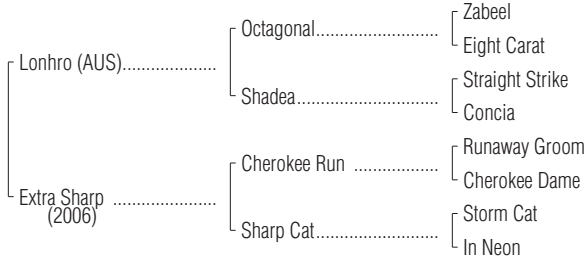 Zabeel
Octagonal
Eight Carat
Lonhro (AUS)
Straight Strike
Shadea
Concia
Runaway Groom
Cherokee Run
Cherokee Dame
Extra Sharp
(2006)
Storm Cat
Sharp Cat
In Neon